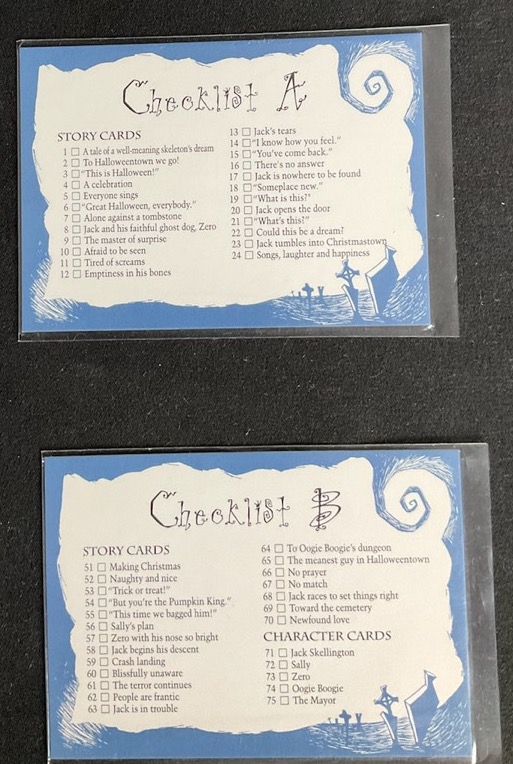 Checklist A
STORY CARDS
1 A tale of a well-meaning skeleton's dream
2 To Halloweentown we go!
3 "This is Halloween!"
4 A celebration
5 Everyone sings
6 "Great Halloween, everybody."
7 Alone against a tombstone
8 Jack and his faithful ghost dog, Zero
9 The master of surprise
10 Afraid to be seen
11 Tired of screams
12 Emptiness in his bones
13 Jack's tears
14 "I know how you feel."
15 "You've come back."
16 There's no answer
17 Jack is nowhere to be found
18 "Someplace new."
19 "What is this?"
20 Jack opens the door
21 "What's this?"
22 Could this be a dream?
23 Jack tumbles into Christmastown
24 Songs, laughter and happiness
Checklist B
STORY CARDS
51 Making Christmas
52 Naughty and nice
53 "Trick or treat!"
54 "But you're the Pumpkin King."
55 "This time we bagged him!"
56 Sally's plan
57 Zero with his nose so bright
58 Jack begins his descent
59 Crash landing
60 Blissfully unaware
61 The terror continues
62 People are frantic
63 Jack is in trouble
64 To Oogie Boogie's dungeon
65 The meanest guy in Halloweentown
66 No prayer
67 No match
68 Jack races to set things right
69 Toward the cemetery
70 Newfound love
CHARACTER CARDS
71 Jack Skellington
72 Sally
73 Zero
74 Oogie Boogie
75 The Mayor